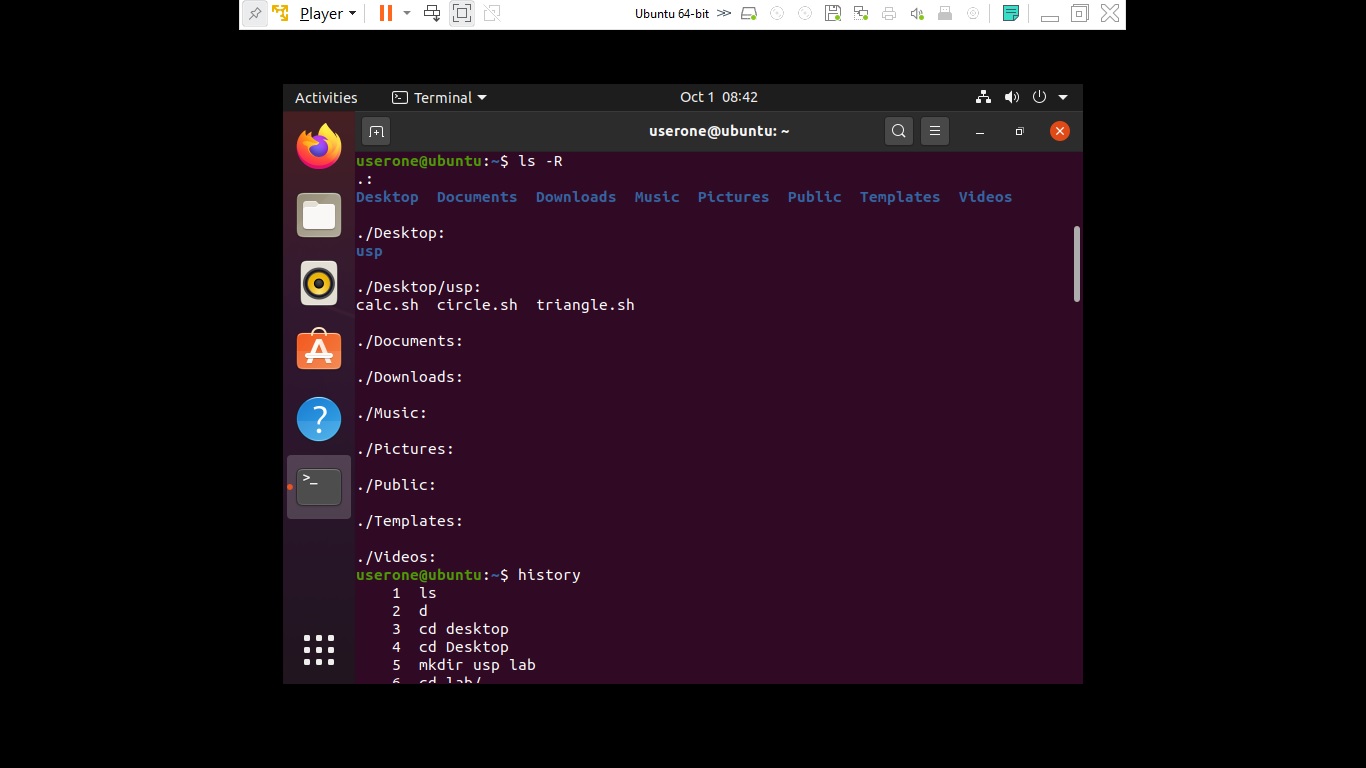 Player
Ubuntu 64-bit
Activities
Terminal
Oct 1 08:42
userone@ubuntu: ~
userone@ubuntu:~$ ls -R
.:
Desktop  Documents  Downloads  Music  Pictures  Public  Templates  Videos
./Desktop:
usp
./Desktop/usp:
calc.sh  circle.sh  triangle.sh
./Documents:
./Downloads:
./Music:
./Pictures:
./Public:
./Templates:
./Videos:
userone@ubuntu:~$ history
    1  ls
    2  d
    3  cd desktop
    4  cd Desktop
    5  mkdir usp lab
    6  cd lab/